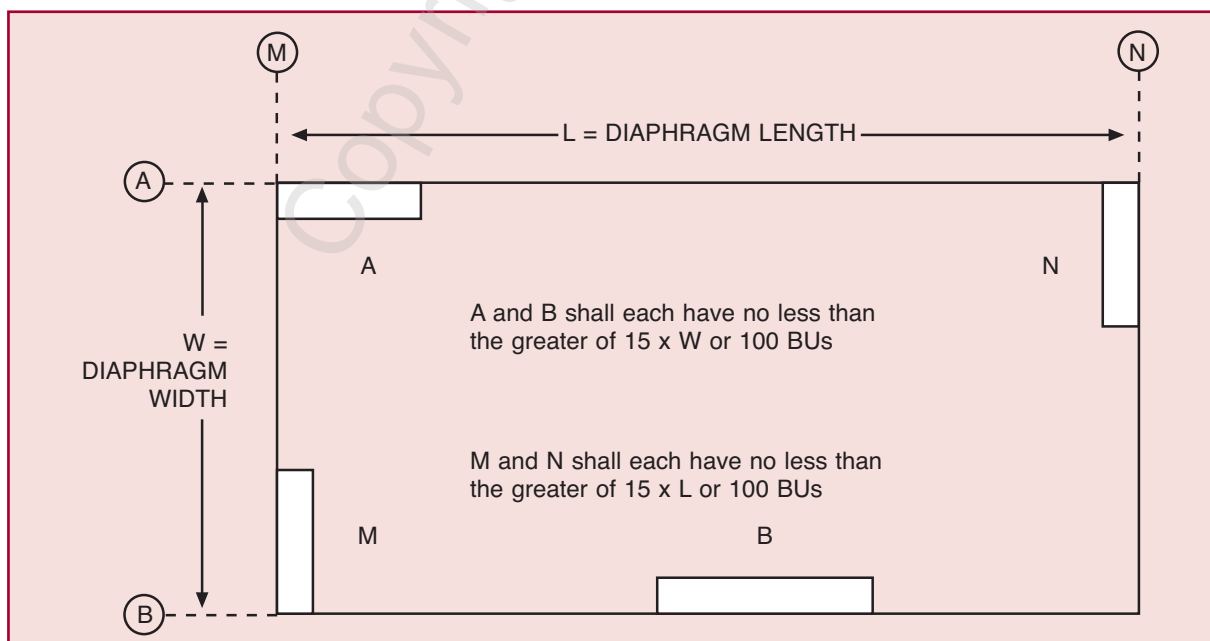 M
N
L = DIAPHRAGM LENGTH
A
A
N
A and B shall each have no less than
the greater of 15 x W or 100 BUs
W =
DIAPHRAGM
WIDTH
M and N shall each have no less than
the greater of 15 x L or 100 BUs
M
B
B